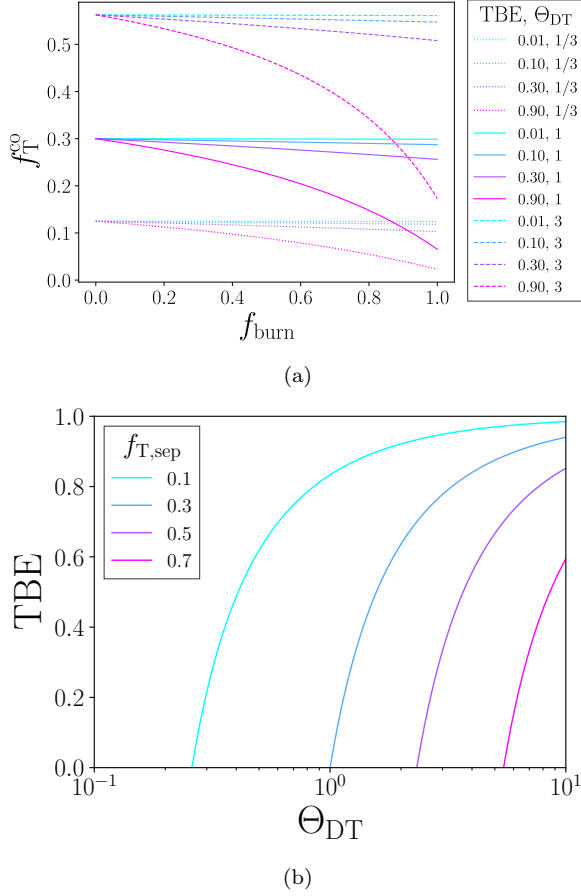 TBE, Θ_DT
0.01, 1/3
0.10, 1/3
0.30, 1/3
0.90, 1/3
0.01, 1
0.10, 1
0.30, 1
0.90, 1
0.01, 3
0.10, 3
0.30, 3
0.90, 3
f_T^co
0.5
0.4
0.3
0.2
0.1
0.0
0.0 0.2 0.4 0.6 0.8 1.0
f_burn
(a)
TBE
1.0
0.8
0.6
0.4
0.2
0.0
f_T,sep
0.1
0.3
0.5
0.7
10^−1 10^0 10^1
Θ_DT
(b)